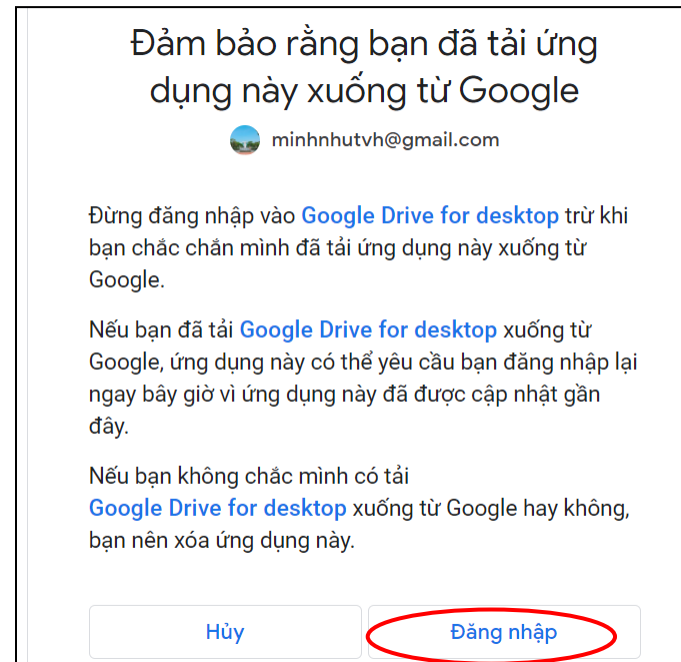 Đảm bảo rằng bạn đã tải ứng
dụng này xuống từ Google
minhnhutvh@gmail.com
Đừng đăng nhập vào Google Drive for desktop trừ khi
bạn chắc chắn mình đã tải ứng dụng này xuống từ
Google.
Nếu bạn đã tải Google Drive for desktop xuống từ
Google, ứng dụng này có thể yêu cầu bạn đăng nhập lại
ngay bây giờ vì ứng dụng này đã được cập nhật gần
đây.
Nếu bạn không chắc mình có tải
Google Drive for desktop xuống từ Google hay không,
bạn nên xóa ứng dụng này.
Hủy
Đăng nhập